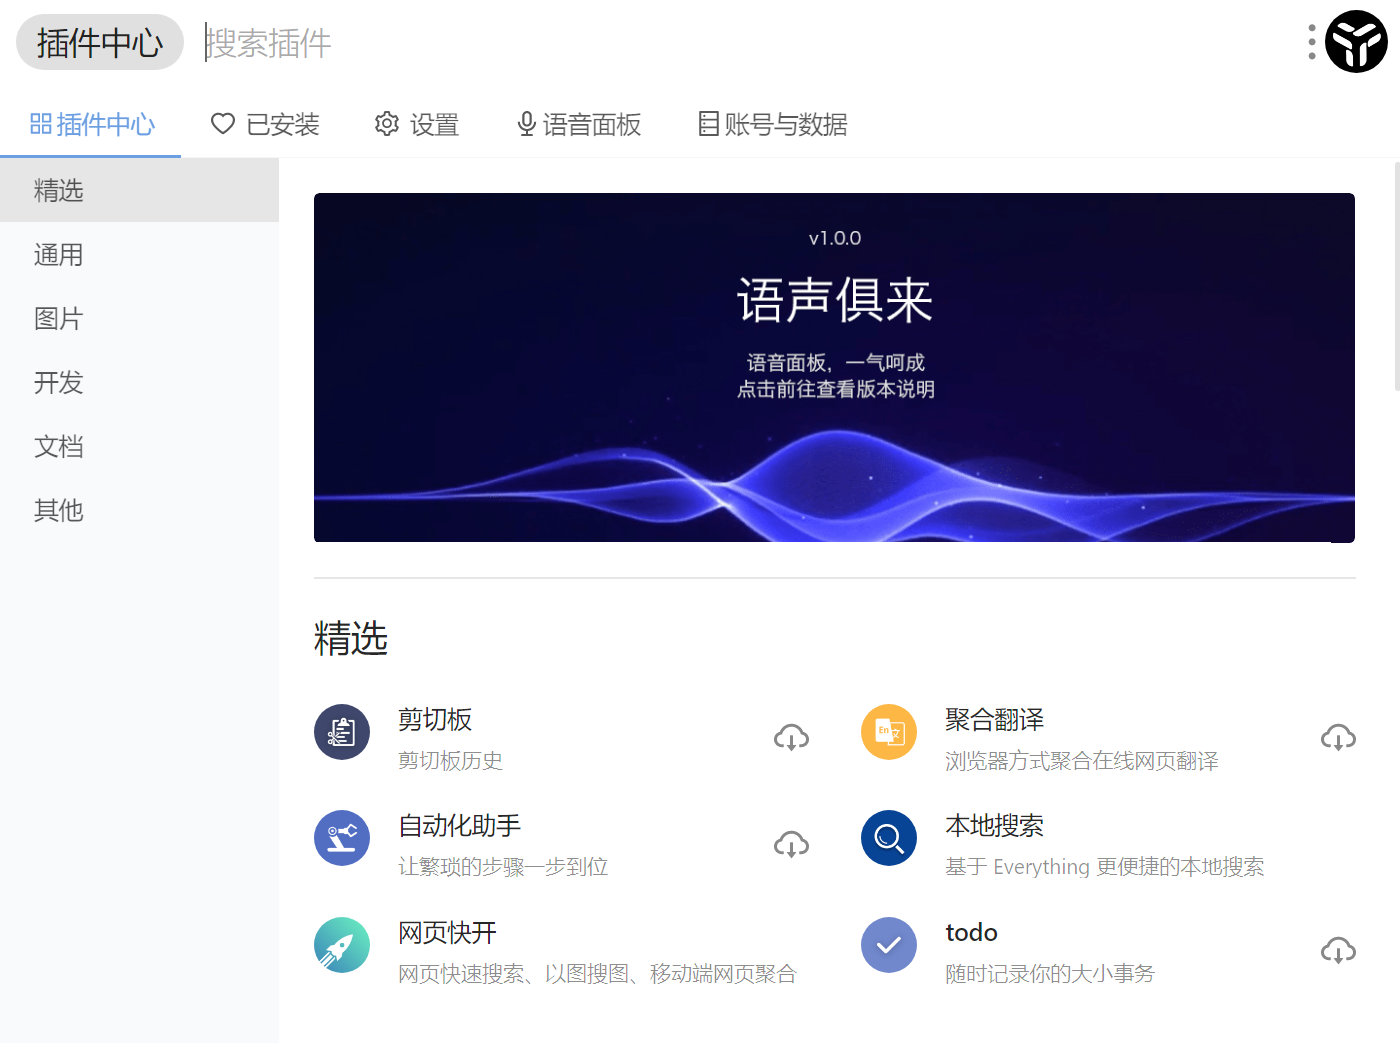 插件中心 搜索插件
插件中心 已安装 设置 语音面板 账号与数据
精选
通用
图片
开发
文档
其他
v1.0.0
语声俱来
语音面板，一气呵成
点击前往查看版本说明
精选
剪切板
剪切板历史
En 文
聚合翻译
浏览器方式聚合在线网页翻译
自动化助手
让繁琐的步骤一步到位
本地搜索
基于 Everything 更便捷的本地搜索
网页快开
网页快速搜索、以图搜图、移动端网页聚合
todo
随时记录你的大小事务